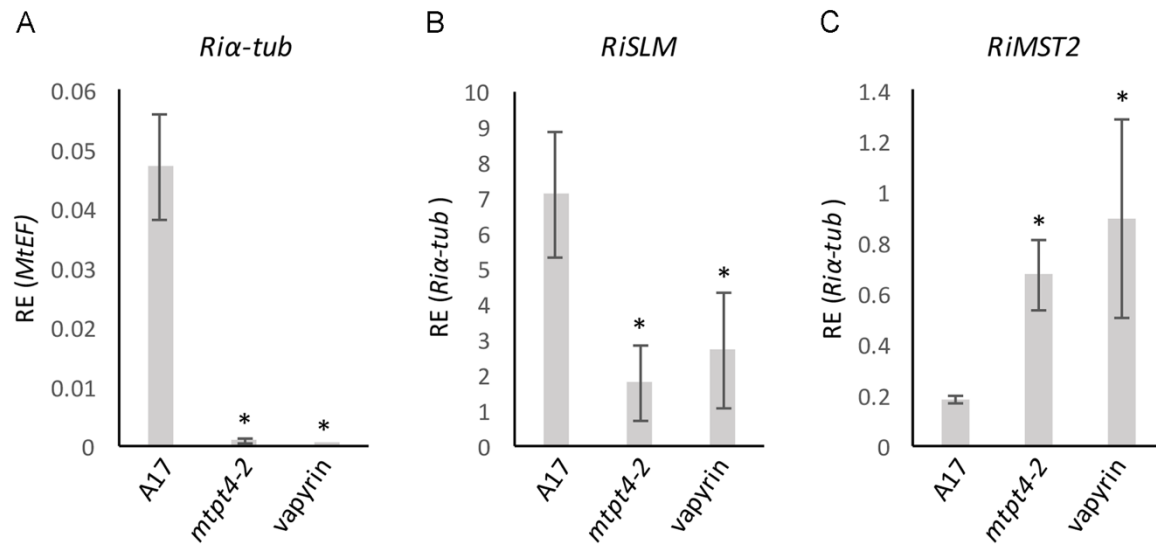 A
Riα-tub
RE (MtEF)
0.06
0.05
0.04
0.03
0.02
0.01
0
*
*
A17
mtpt4-2
vapyrin
B
RiSLM
RE (Riα-tub )
10
9
8
7
6
5
4
3
2
1
0
*
*
A17
mtpt4-2
vapyrin
C
RiMST2
RE (Riα-tub )
1.4
1.2
1
0.8
0.6
0.4
0.2
0
*
*
A17
mtpt4-2
vapyrin